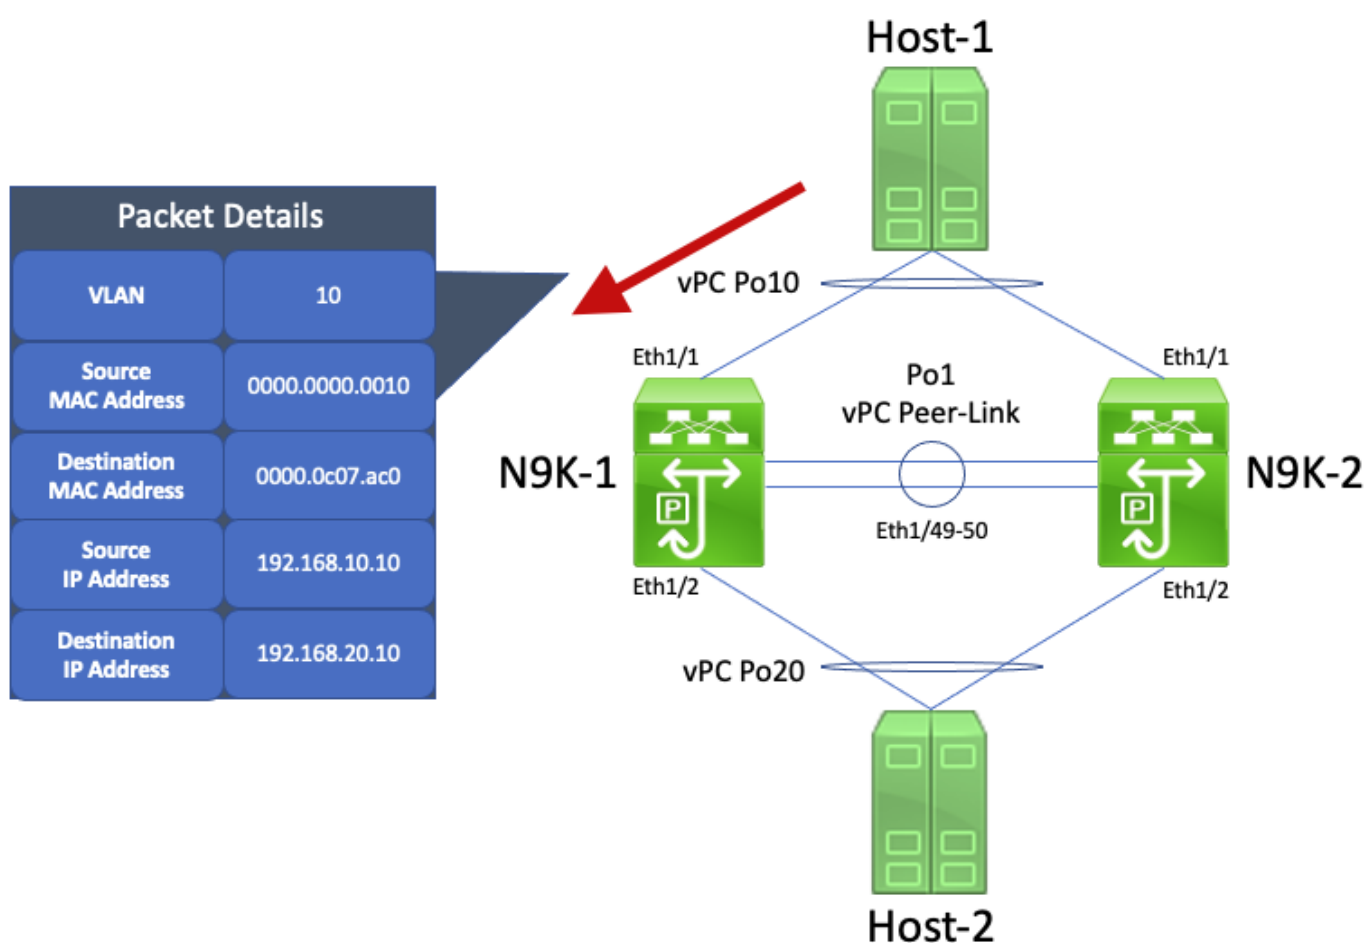 Host-1
Packet Details
VLAN
10
Source
MAC Address
0000.0000.0010
Destination
MAC Address
0000.0c07.ac0
Source
IP Address
192.168.10.10
Destination
IP Address
192.168.20.10
vPC Po10
Eth1/1
Eth1/1
Po1
vPC Peer-Link
N9K-1
N9K-2
P
P
Eth1/49-50
Eth1/2
Eth1/2
vPC Po20
Host-2